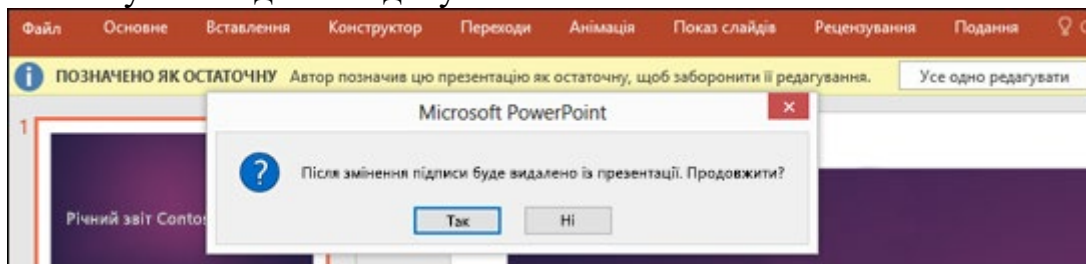 Файл Основне Вставлення Конструктор Переходи Анімація Показ слайдів Рецензування Подання
ПОЗНАЧЕНО ЯК ОСТАТОЧНУ Автор позначив цю презентацію як остаточну, щоб заборонити її редагування. Усе одно редагувати
Microsoft PowerPoint
1
Після змінення підписи буде видалено із презентації. Продовжити?
Річний звіт Contos
Так Ні